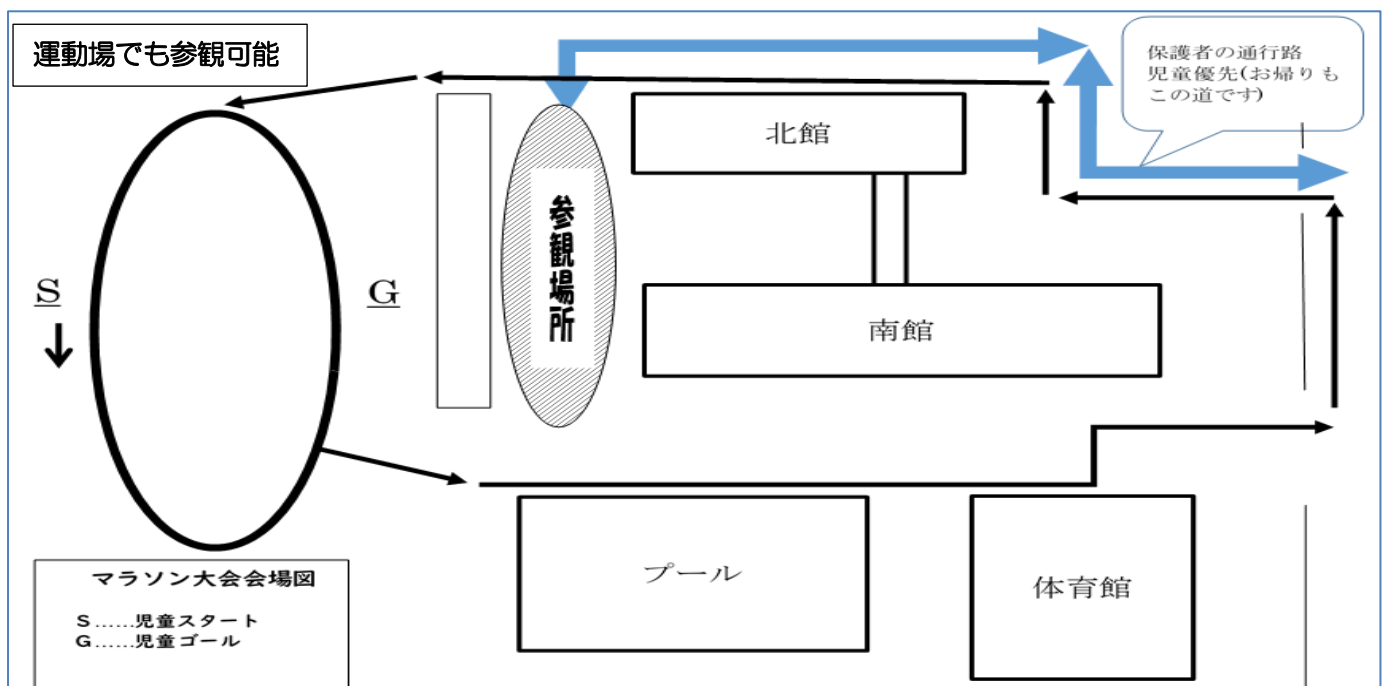 運動場でも参観可能
保護者の通行路
児童優先(お帰りも
この道です)
北館
参観場所
S
G
南館
プール
体育館
マラソン大会会場図
S……児童スタート
G……児童ゴール